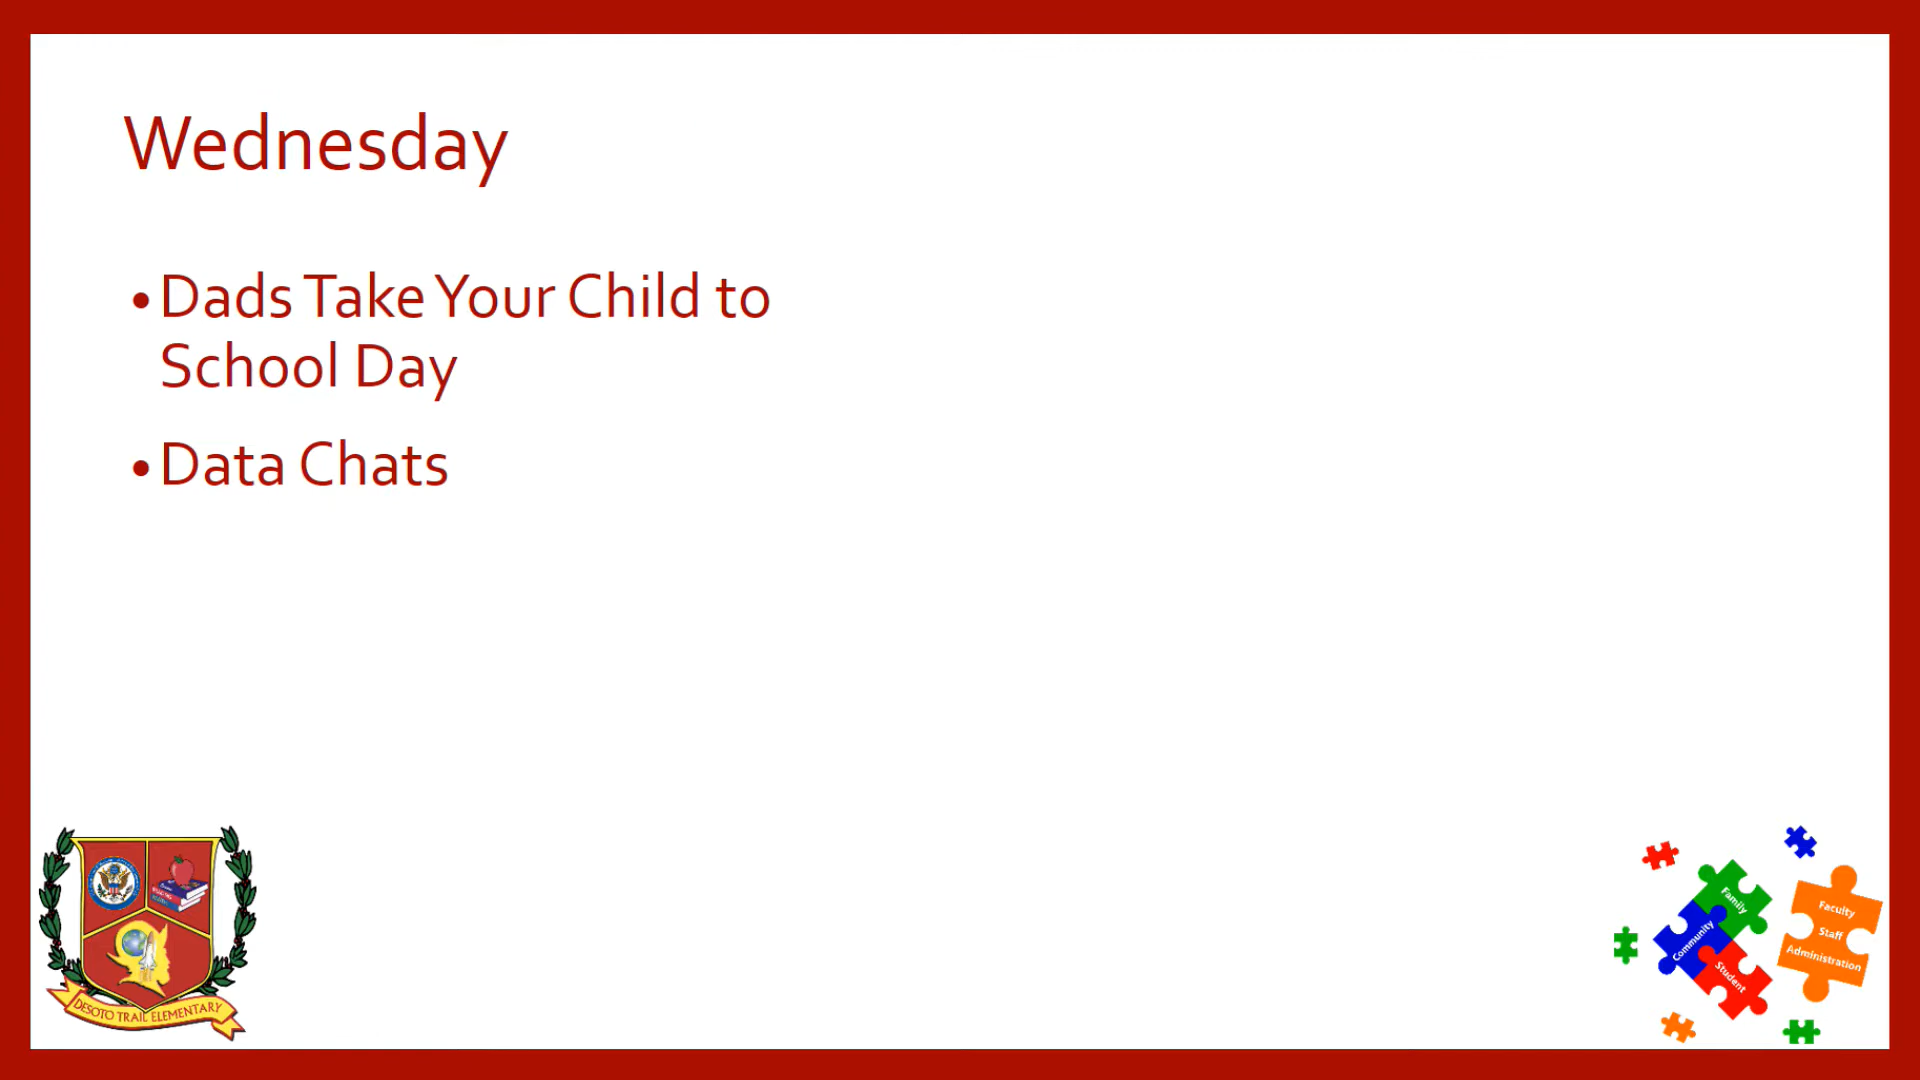 Wednesday
•Dads Take Your Child to
School Day
•Data Chats
DESOTO TRAIL ELEMENTARY
Family
Community
Student
Faculty
Staff
Administration